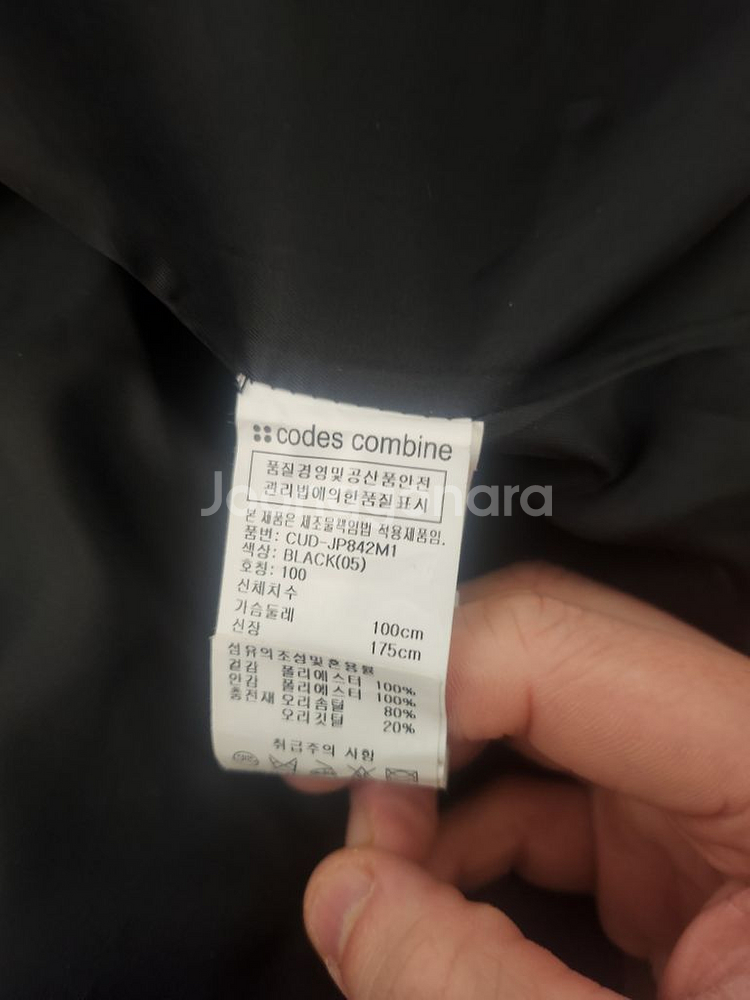 codes combine
품질경영및공산품안전
관리법에의한품질표시
Joonggonara
본 제품은 제조물책임법 적용제품임.
품번: CUD-JP842M1
색상: BLACK(05)
호칭: 100
신체치수
가슴둘레 100cm
신장 175cm
섬유의조성및혼용률
겉감 폴리에스터 100%
안감 폴리에스터 100%
충전재 오리솜털 80%
오리깃털 20%
취급주의 사항